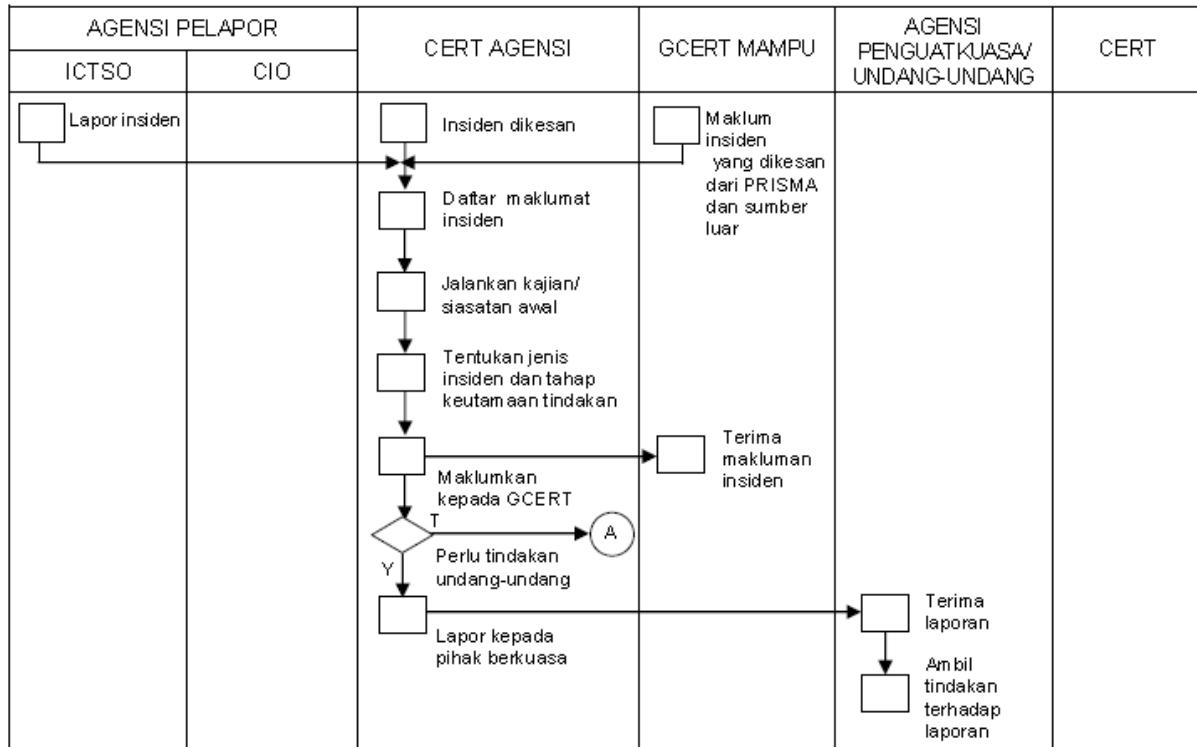 AGENSI PELAPOR
ICTSO
CIO
CERT AGENSI
GCERT MAMPU
AGENSI
PENGUATKUASA/
UNDANG-UNDANG
CERT
Lapor insiden
Insiden dikesan
Maklum
insiden
yang dikesan
dari PRISMA
dan sumber
luar
Daftar maklumat
insiden
Jalankan kajian/
siasatan awal
Tentukan jenis
insiden dan tahap
keutamaan tindakan
Maklumkan
kepada GCERT
Terima
makluman
insiden
T
A
Perlu tindakan
undang-undang
Y
Lapor kepada
pihak berkuasa
Terima
laporan
Ambil
tindakan
terhadap
laporan